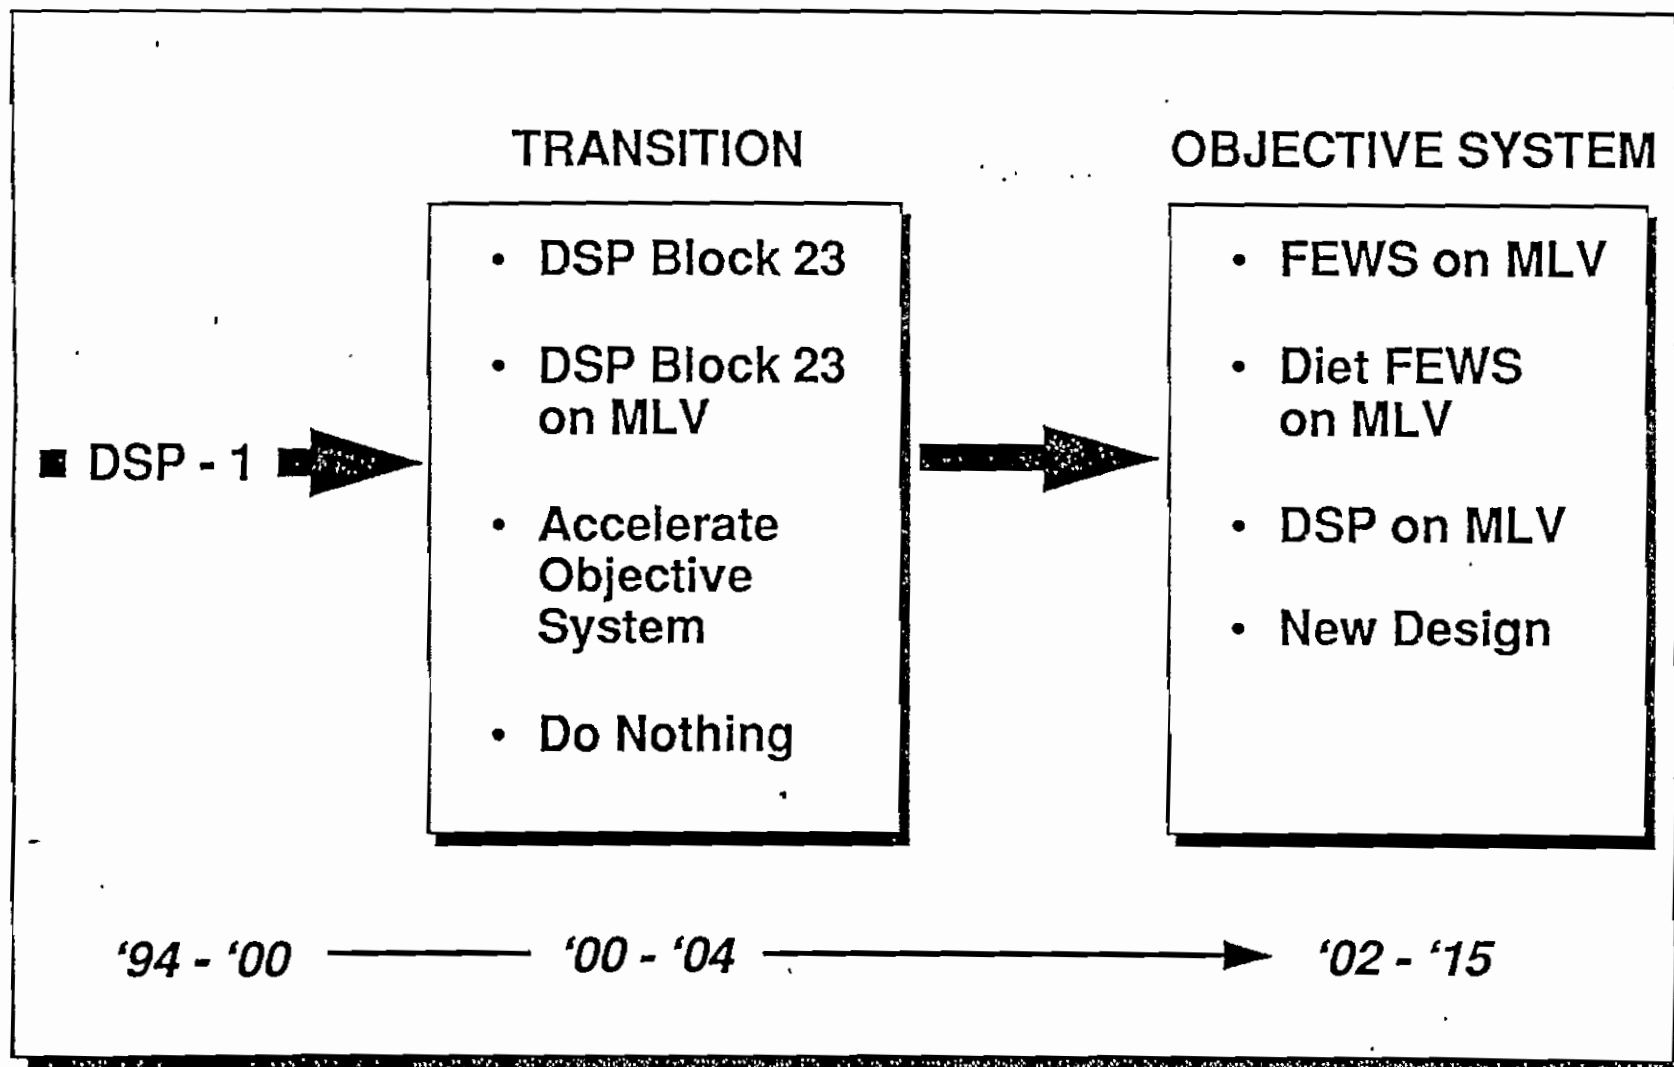 TRANSITION
OBJECTIVE SYSTEM
■ DSP - 1
• DSP Block 23
• DSP Block 23
on MLV
• Accelerate
Objective
System
• Do Nothing
• FEWS on MLV
• Diet FEWS
on MLV
• DSP on MLV
• New Design
‘94 - ‘00
‘00 - ‘04
‘02 - ‘15